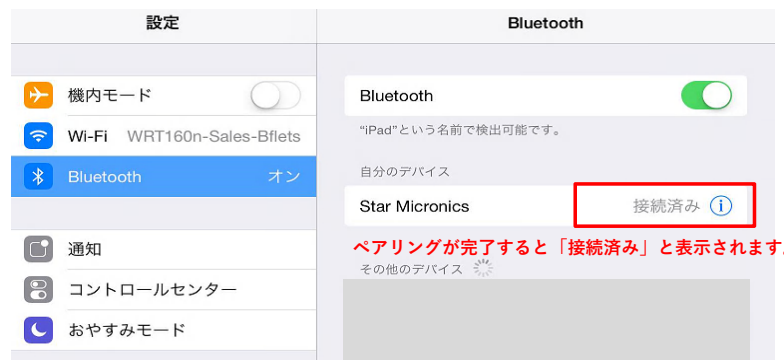 設定
Bluetooth
機内モード
Wi-Fi WRT160n-Sales-Bflets
Bluetooth オン
通知
コントロールセンター
おやすみモード
Bluetooth
“iPad”という名前で検出可能です。
自分のデバイス
Star Micronics 接続済み
ペアリングが完了すると「接続済み」と表示されます。
その他のデバイス